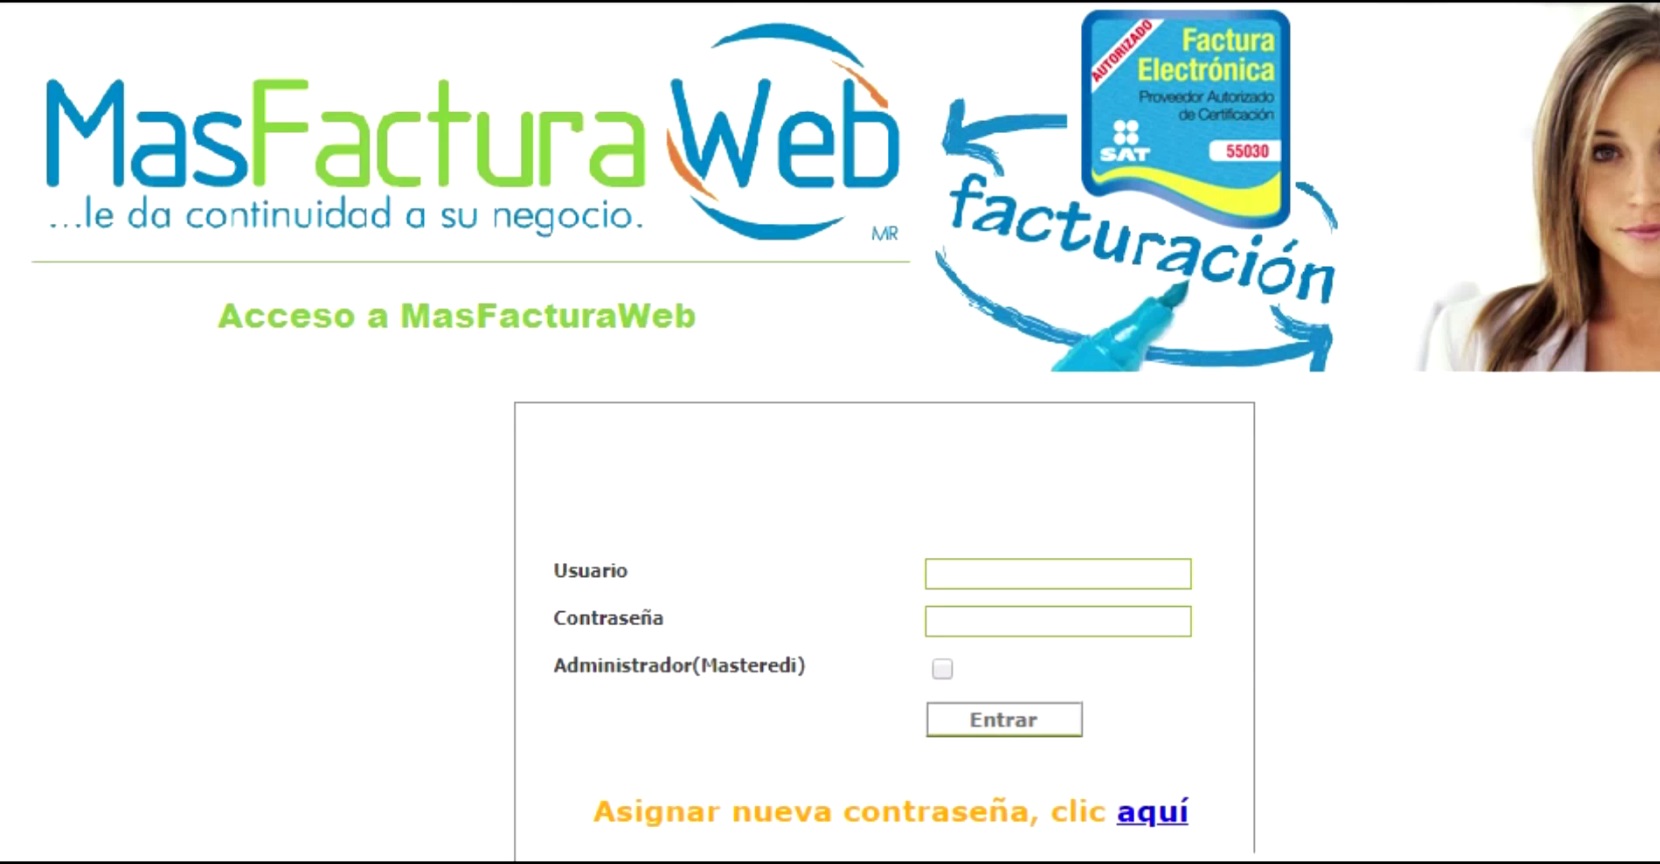 MasFacturaWeb
...le da continuidad a su negocio.
MR
AUTORIZADO
Factura
Electrónica
Proveedor Autorizado
de Certificación
SAT
55030
facturación
Acceso a MasFacturaWeb
Usuario
Contraseña
Administrador(Masteredi)
Entrar
Asignar nueva contraseña, clic aquí